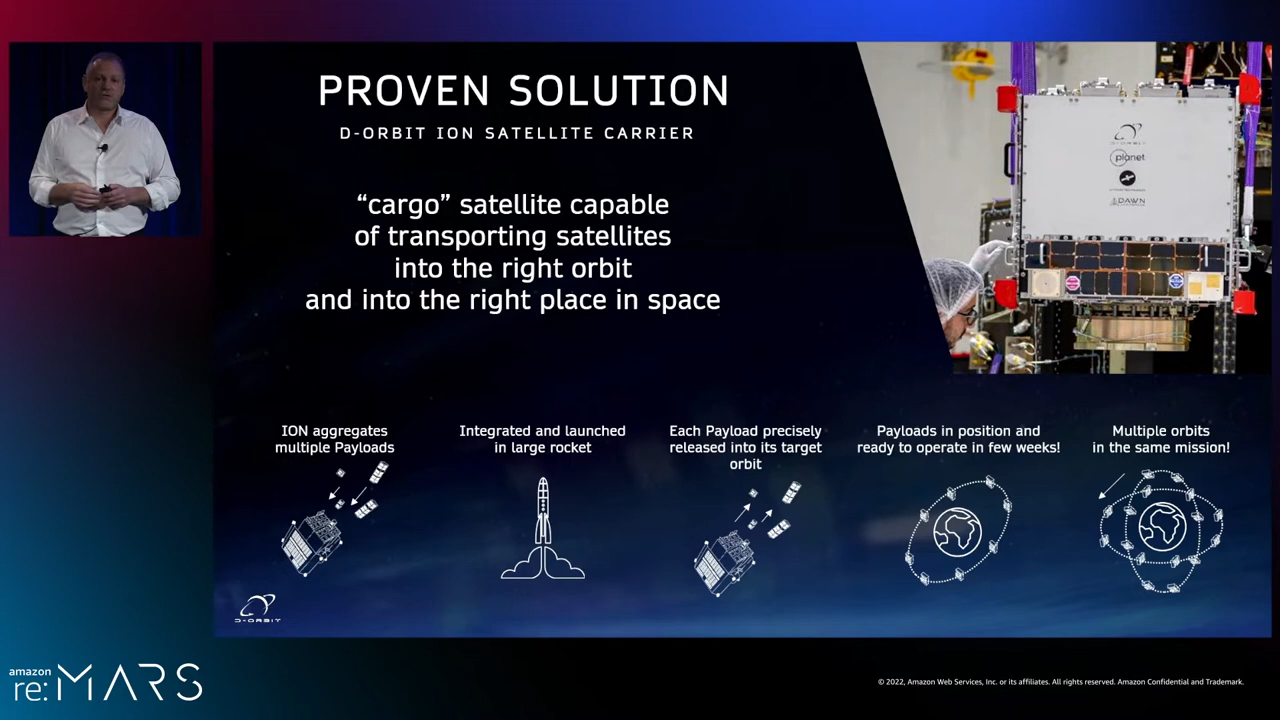 PROVEN SOLUTION
D-ORBIT ION SATELLITE CARRIER
“cargo” satellite capable
of transporting satellites
into the right orbit
and into the right place in space
D-ORBIT
planet
DAWN
ION aggregates
multiple Payloads
Integrated and launched
in large rocket
Each Payload precisely
released into its target
orbit
Payloads in position and
ready to operate in few weeks!
Multiple orbits
in the same mission!
D-ORBIT
amazon
re:MARS
© 2022, Amazon Web Services, Inc. or its affiliates. All rights reserved. Amazon Confidential and Trademark.